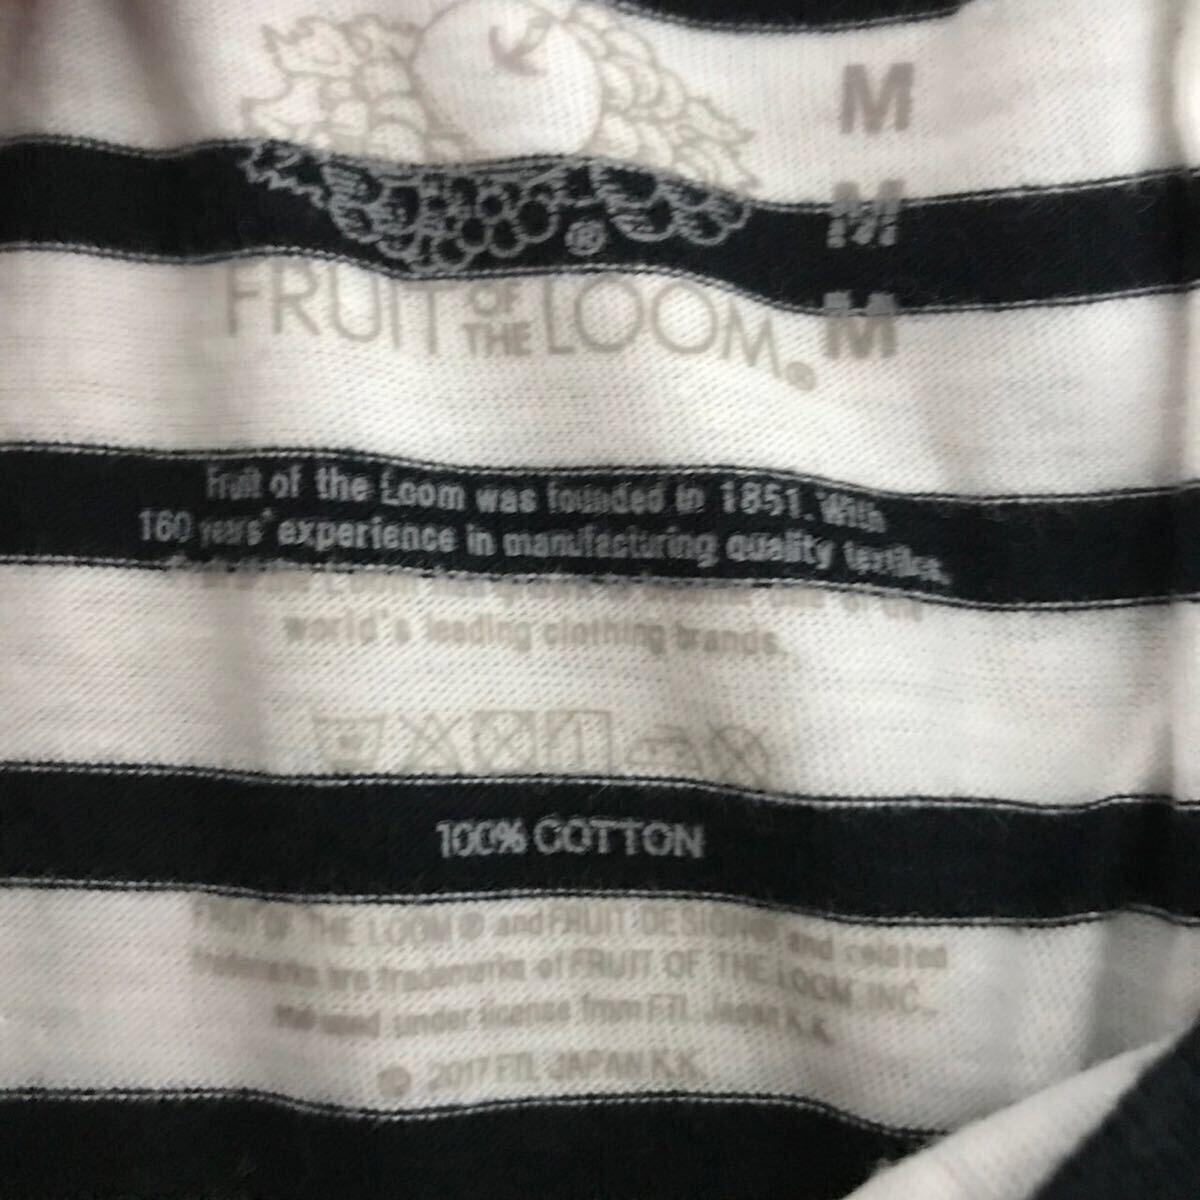 M
M
M
®
FRUIT OF THE LOOM®
Fruit of the Loom was founded in 1851. With
160 years' experience in manufacturing quality textiles,
the Loom
world's leading clothing brands.
100% COTTON
FRUIT OF THE LOOM® and FRUIT DESIGN® and related
trademarks are trademarks of FRUIT OF THE LOOM, INC.,
and used under license from FTL Japan K.K.
© 2017 FTL JAPAN K.K.